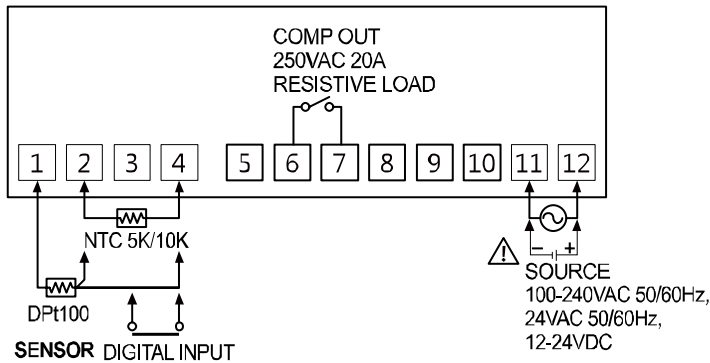 COMP OUT
250VAC 20A
RESISTIVE LOAD
1 2 3 4 5 6 7 8 9 10 11 12
NTC 5K/10K
DPt100
SENSOR DIGITAL INPUT
- +
SOURCE
100-240VAC 50/60Hz,
24VAC 50/60Hz,
12-24VDC